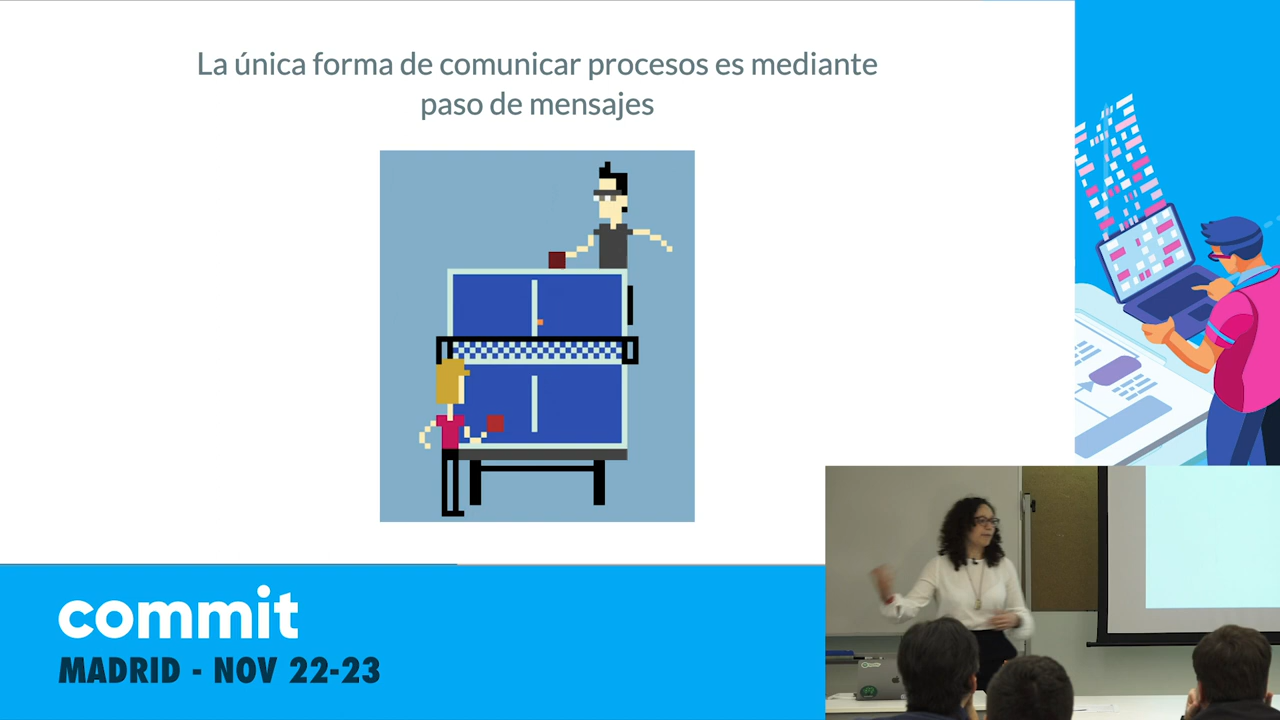 La única forma de comunicar procesos es mediante
paso de mensajes
commit
MADRID - NOV 22-23